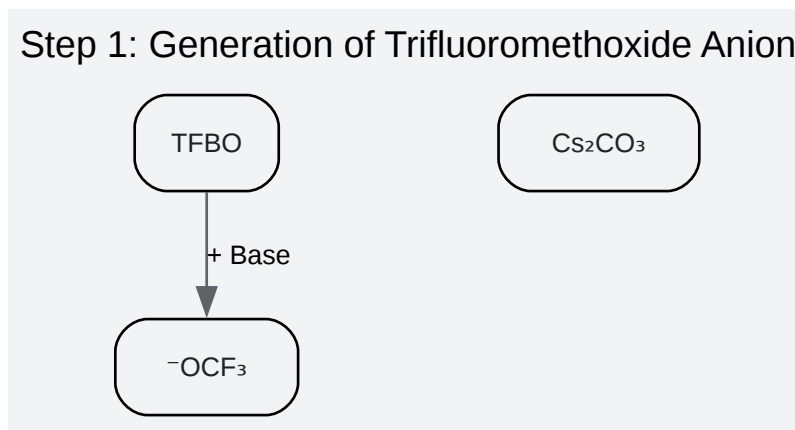 Step 1: Generation of Trifluoromethoxide Anion
TFBO
Cs₂CO₃
+ Base
⁻OCF₃